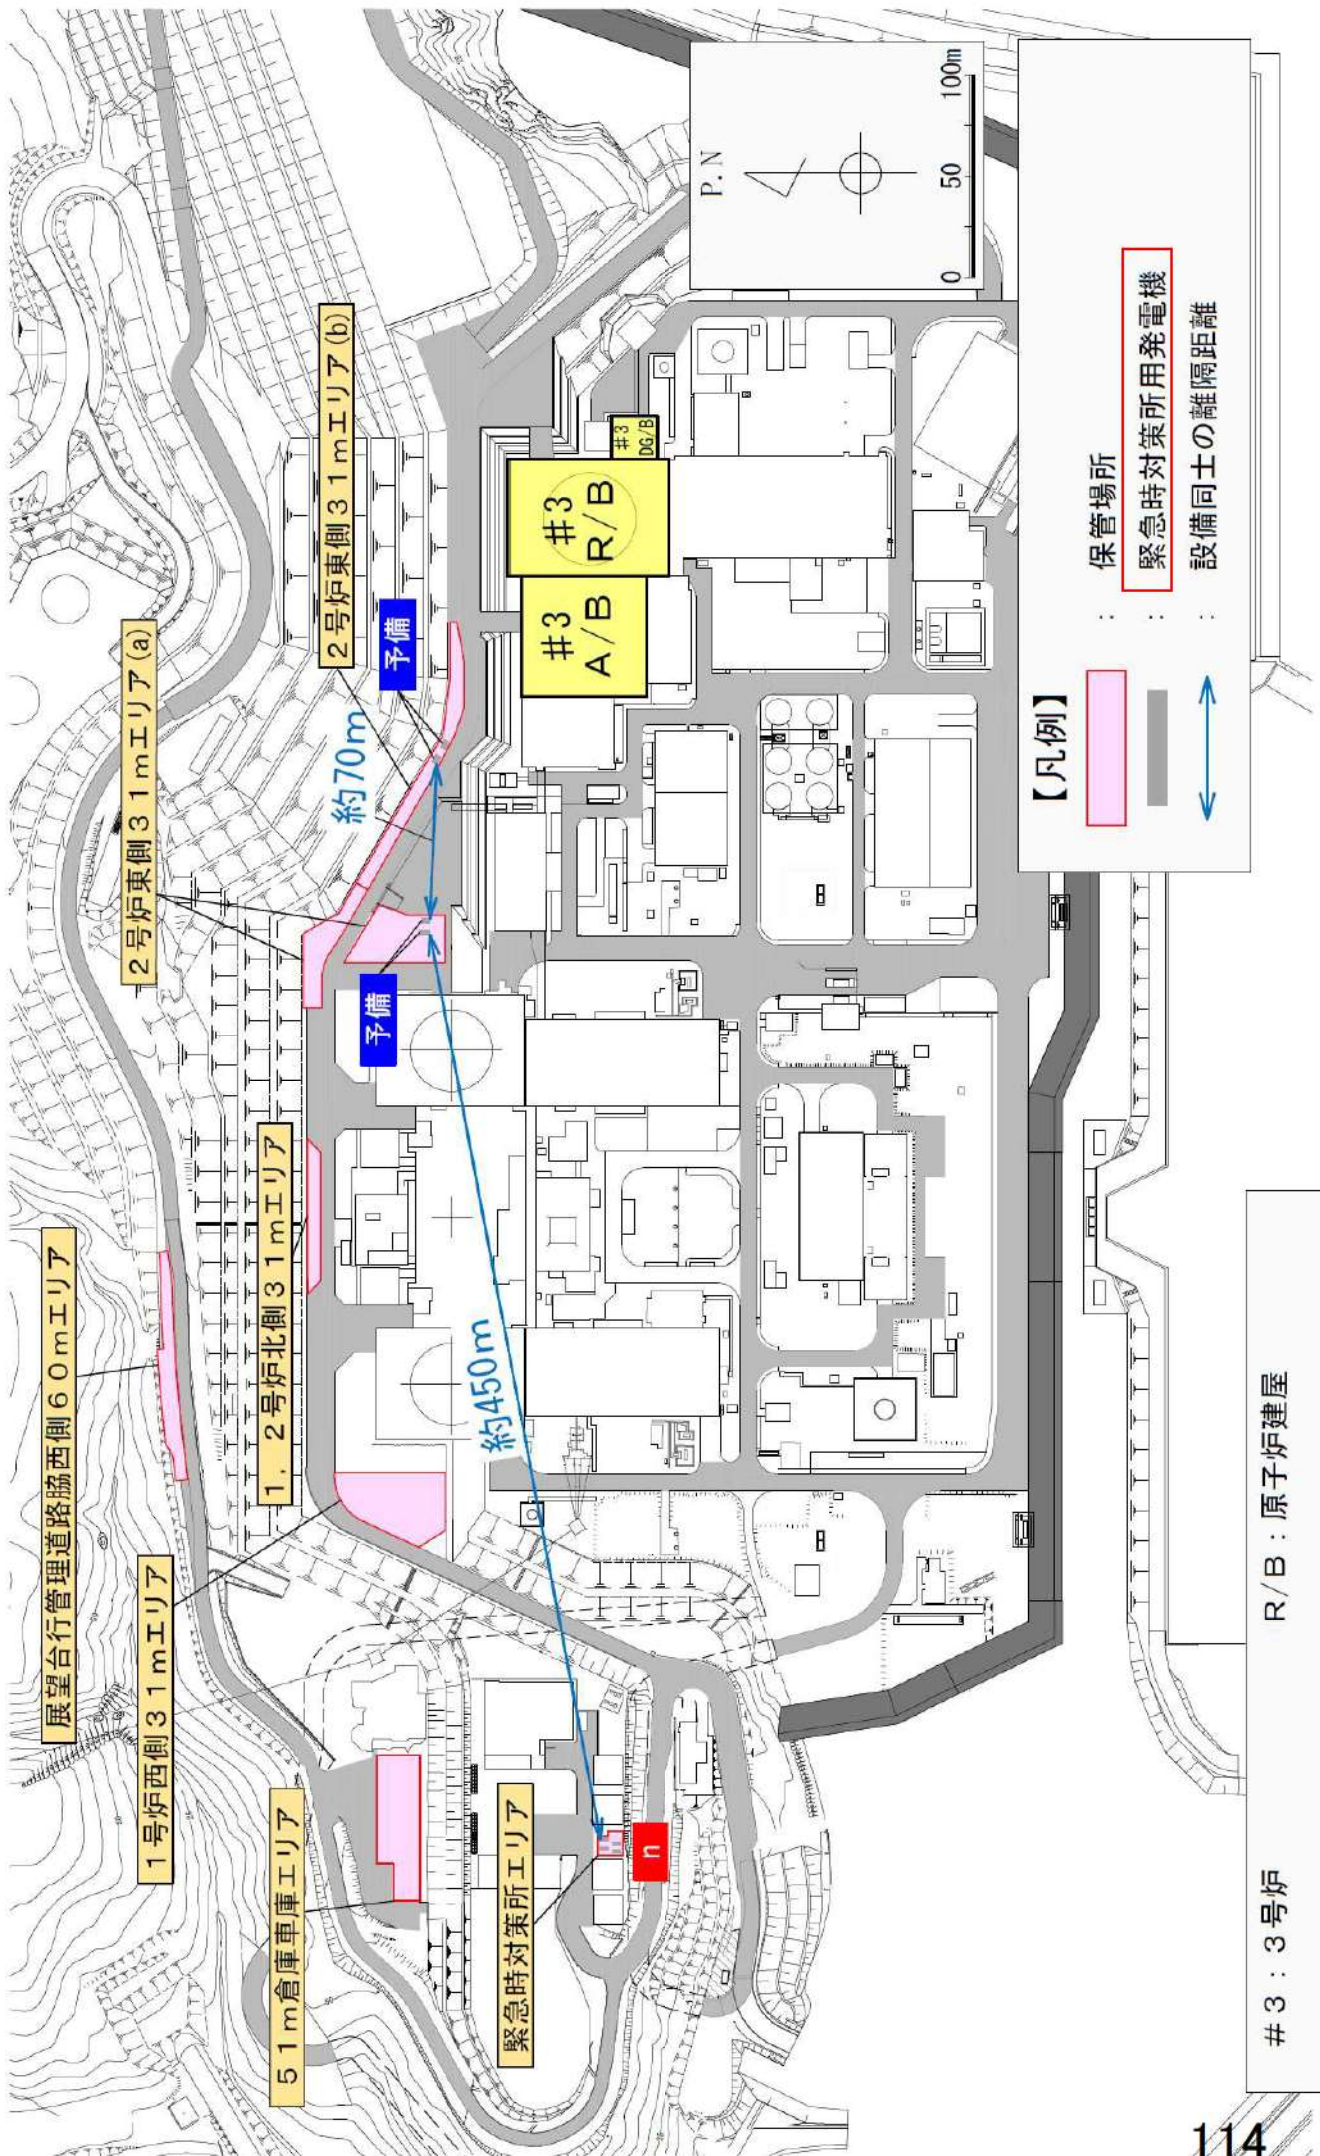 展望台行管理道路脇西側60mエリア
2号炉東側31mエリア(a)
1号炉西側31mエリア
1．2号炉北側31mエリア
2号炉東側31mエリア(b)
51m倉庫車庫エリア
緊急時対策所エリア
約70m
予備
予備
約450m
n
#3
A/B
#3
R/B
#3
DG/B
P.N
0 50 100m
【凡例】
: 保管場所
: 緊急時対策所用発電機
: 設備同士の離隔距離
#3：3号炉 R/B：原子炉建屋
114